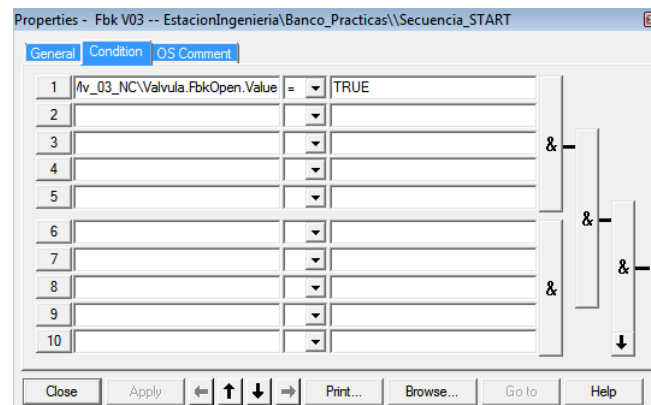 Properties - Fbk V03 -- EstacionIngenieria\Banco_Practicas\\Secuencia_START
General Condition OS Comment
1 /lv_03_NC\Valvula.FbkOpen.Value = TRUE
2
3 &
4
5
&
6
7
& 
8 &
9
10
Close Apply Print... Browse... Go to Help